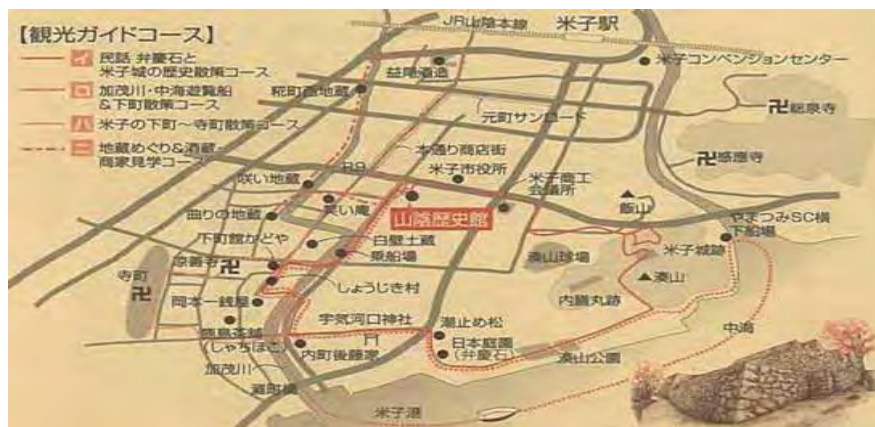 【観光ガイドコース】
イ 民話 弁慶石と
米子城の歴史散策コース
ロ 加茂川・中海遊覧船
&下町散策コース
ハ 米子の下町~寺町散策コース
ニ 地蔵めぐり&酒蔵・
商家見学コース
JR山陰本線
米子駅
米子コンベンションセンター
益尾酒造
糀町西地蔵
元町サンロード
総泉寺
感應寺
本通り商店街
R9
米子市役所
米子商工
会議所
咲い地蔵
笑い庵
山陰歴史館
飯山
やまつみSC横
下船場
曲りの地蔵
下町館かどや
白壁土蔵
乗船場
湊山球場
米子城跡
湊山
内膳丸跡
寺町
しょうじき村
岡本一銭屋
(しゃちほこ)
宇気河口神社
潮止め松
日本庭園
(弁慶石)
内町後藤家
湊山公園
中海
加茂川
米子港